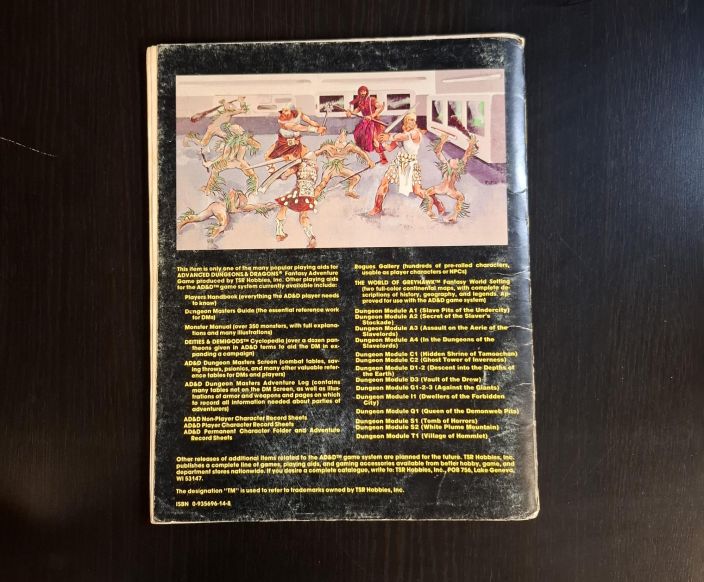 This item is only one of the many popular playing aids for
ADVANCED DUNGEONS & DRAGONS® Fantasy Adventure
Game produced by TSR Hobbies, Inc. Other playing aids
for the AD&D™ game system currently available include:
Players Handbook (everything the AD&D player needs
to know)
Dungeon Masters Guide (the essential reference work
for DMs)
Monster Manual (over 350 monsters, with full expla-
nations and many illustrations)
DEITIES & DEMIGODS™ Cyclopedia (over a dozen pan-
theons given in AD&D terms to aid the DM in ex-
panding a campaign)
AD&D Dungeon Masters Screen (combat tables, sav-
ing throws, psionics, and many other valuable refer-
ence tables for DMs and players)
AD&D Dungeon Masters Adventure Log (contains
many tables not on the DM Screen, as well as illus-
trations of armor and weapons and pages on which
to record all information needed about parties of
adventurers)
AD&D Non-Player Character Record Sheets
AD&D Player Character Record Sheets
AD&D Permanent Character Folder and Adventure
Record Sheets
Rogues Gallery (hundreds of pre-rolled characters,
usable as player characters or NPCs)
THE WORLD OF GREYHAWK™ Fantasy World Setting
(two full-color continental maps, with complete de-
scriptions of history, geography, and legends. Ap-
proved for use with the AD&D game system)
Dungeon Module A1 (Slave Pits of the Undercity)
Dungeon Module A2 (Secret of the Slaver's
Stockade)
Dungeon Module A3 (Assault on the Aerie of the
Slavelords)
Dungeon Module A4 (In the Dungeons of the
Slavelords)
Dungeon Module C1 (Hidden Shrine of Tamoachan)
Dungeon Module C2 (Ghost Tower of Inverness)
Dungeon Module D1-2 (Descent into the Depths of
the Earth)
Dungeon Module D3 (Vault of the Drow)
Dungeon Module G1-2-3 (Against the Giants)
Dungeon Module I1 (Dwellers of the Forbidden
City)
Dungeon Module Q1 (Queen of the Demonweb Pits)
Dungeon Module S1 (Tomb of Horrors)
Dungeon Module S2 (White Plume Mountain)
Dungeon Module T1 (Village of Hommlet)
Other releases of additional items related to the AD&D™ game system are planned for the future. TSR Hobbies, Inc.
publishes a complete line of games, playing aids, and gaming accessories available from better hobby, game, and
department stores nationwide. If you desire a complete catalogue, write to: TSR Hobbies, Inc., POB 756, Lake Geneva,
WI 53147.
The designation "TM" is used to refer to trademarks owned by TSR Hobbies, Inc.
ISBN 0-935696-14-8